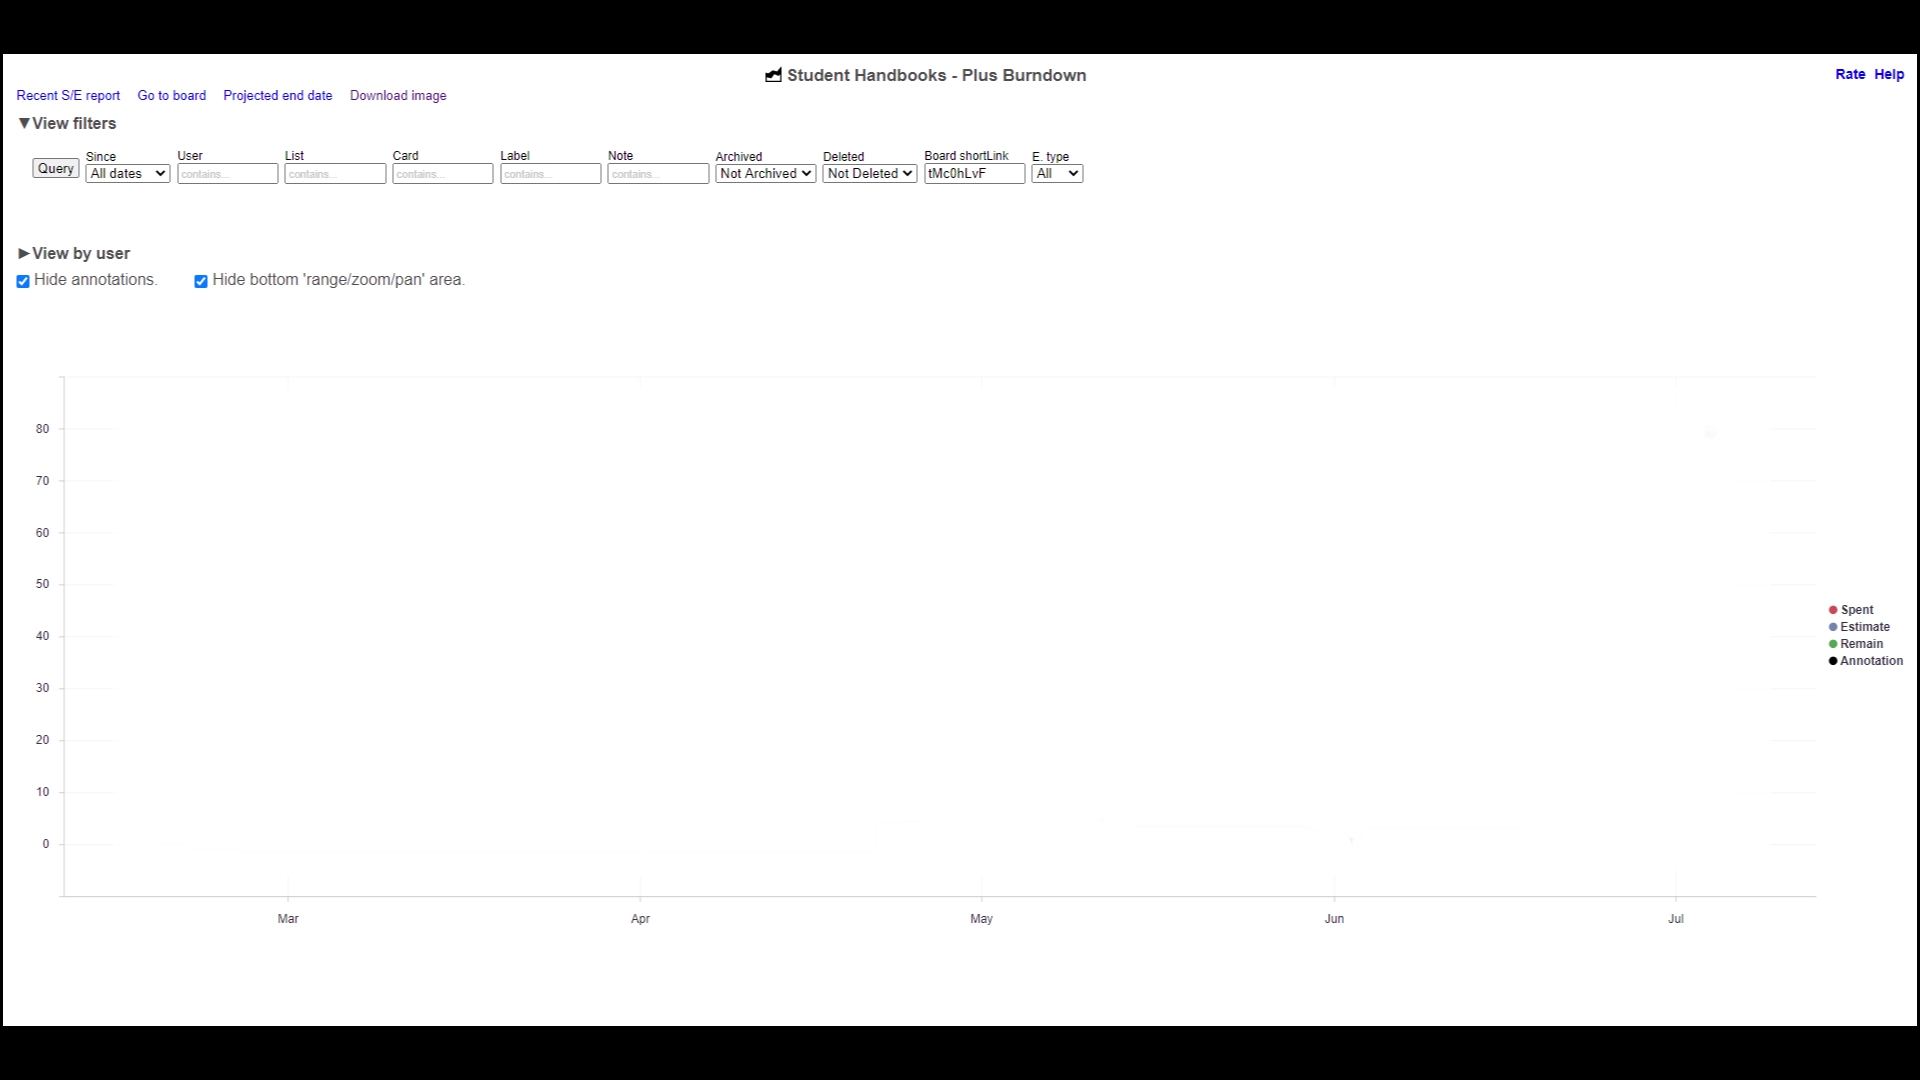 Student Handbooks - Plus Burndown
Rate Help
Recent S/E report Go to board Projected end date Download image
▼View filters
Query
Since User List Card Label Note Archived Deleted Board shortLink E. type
All dates contains... contains... contains... contains... contains... Not Archived Not Deleted tMc0hLvF All
►View by user
Hide annotations. Hide bottom 'range/zoom/pan' area.
80
70
60
50
40
30
20
10
0
Spent
Estimate
Remain
Annotation
Mar Apr May Jun Jul